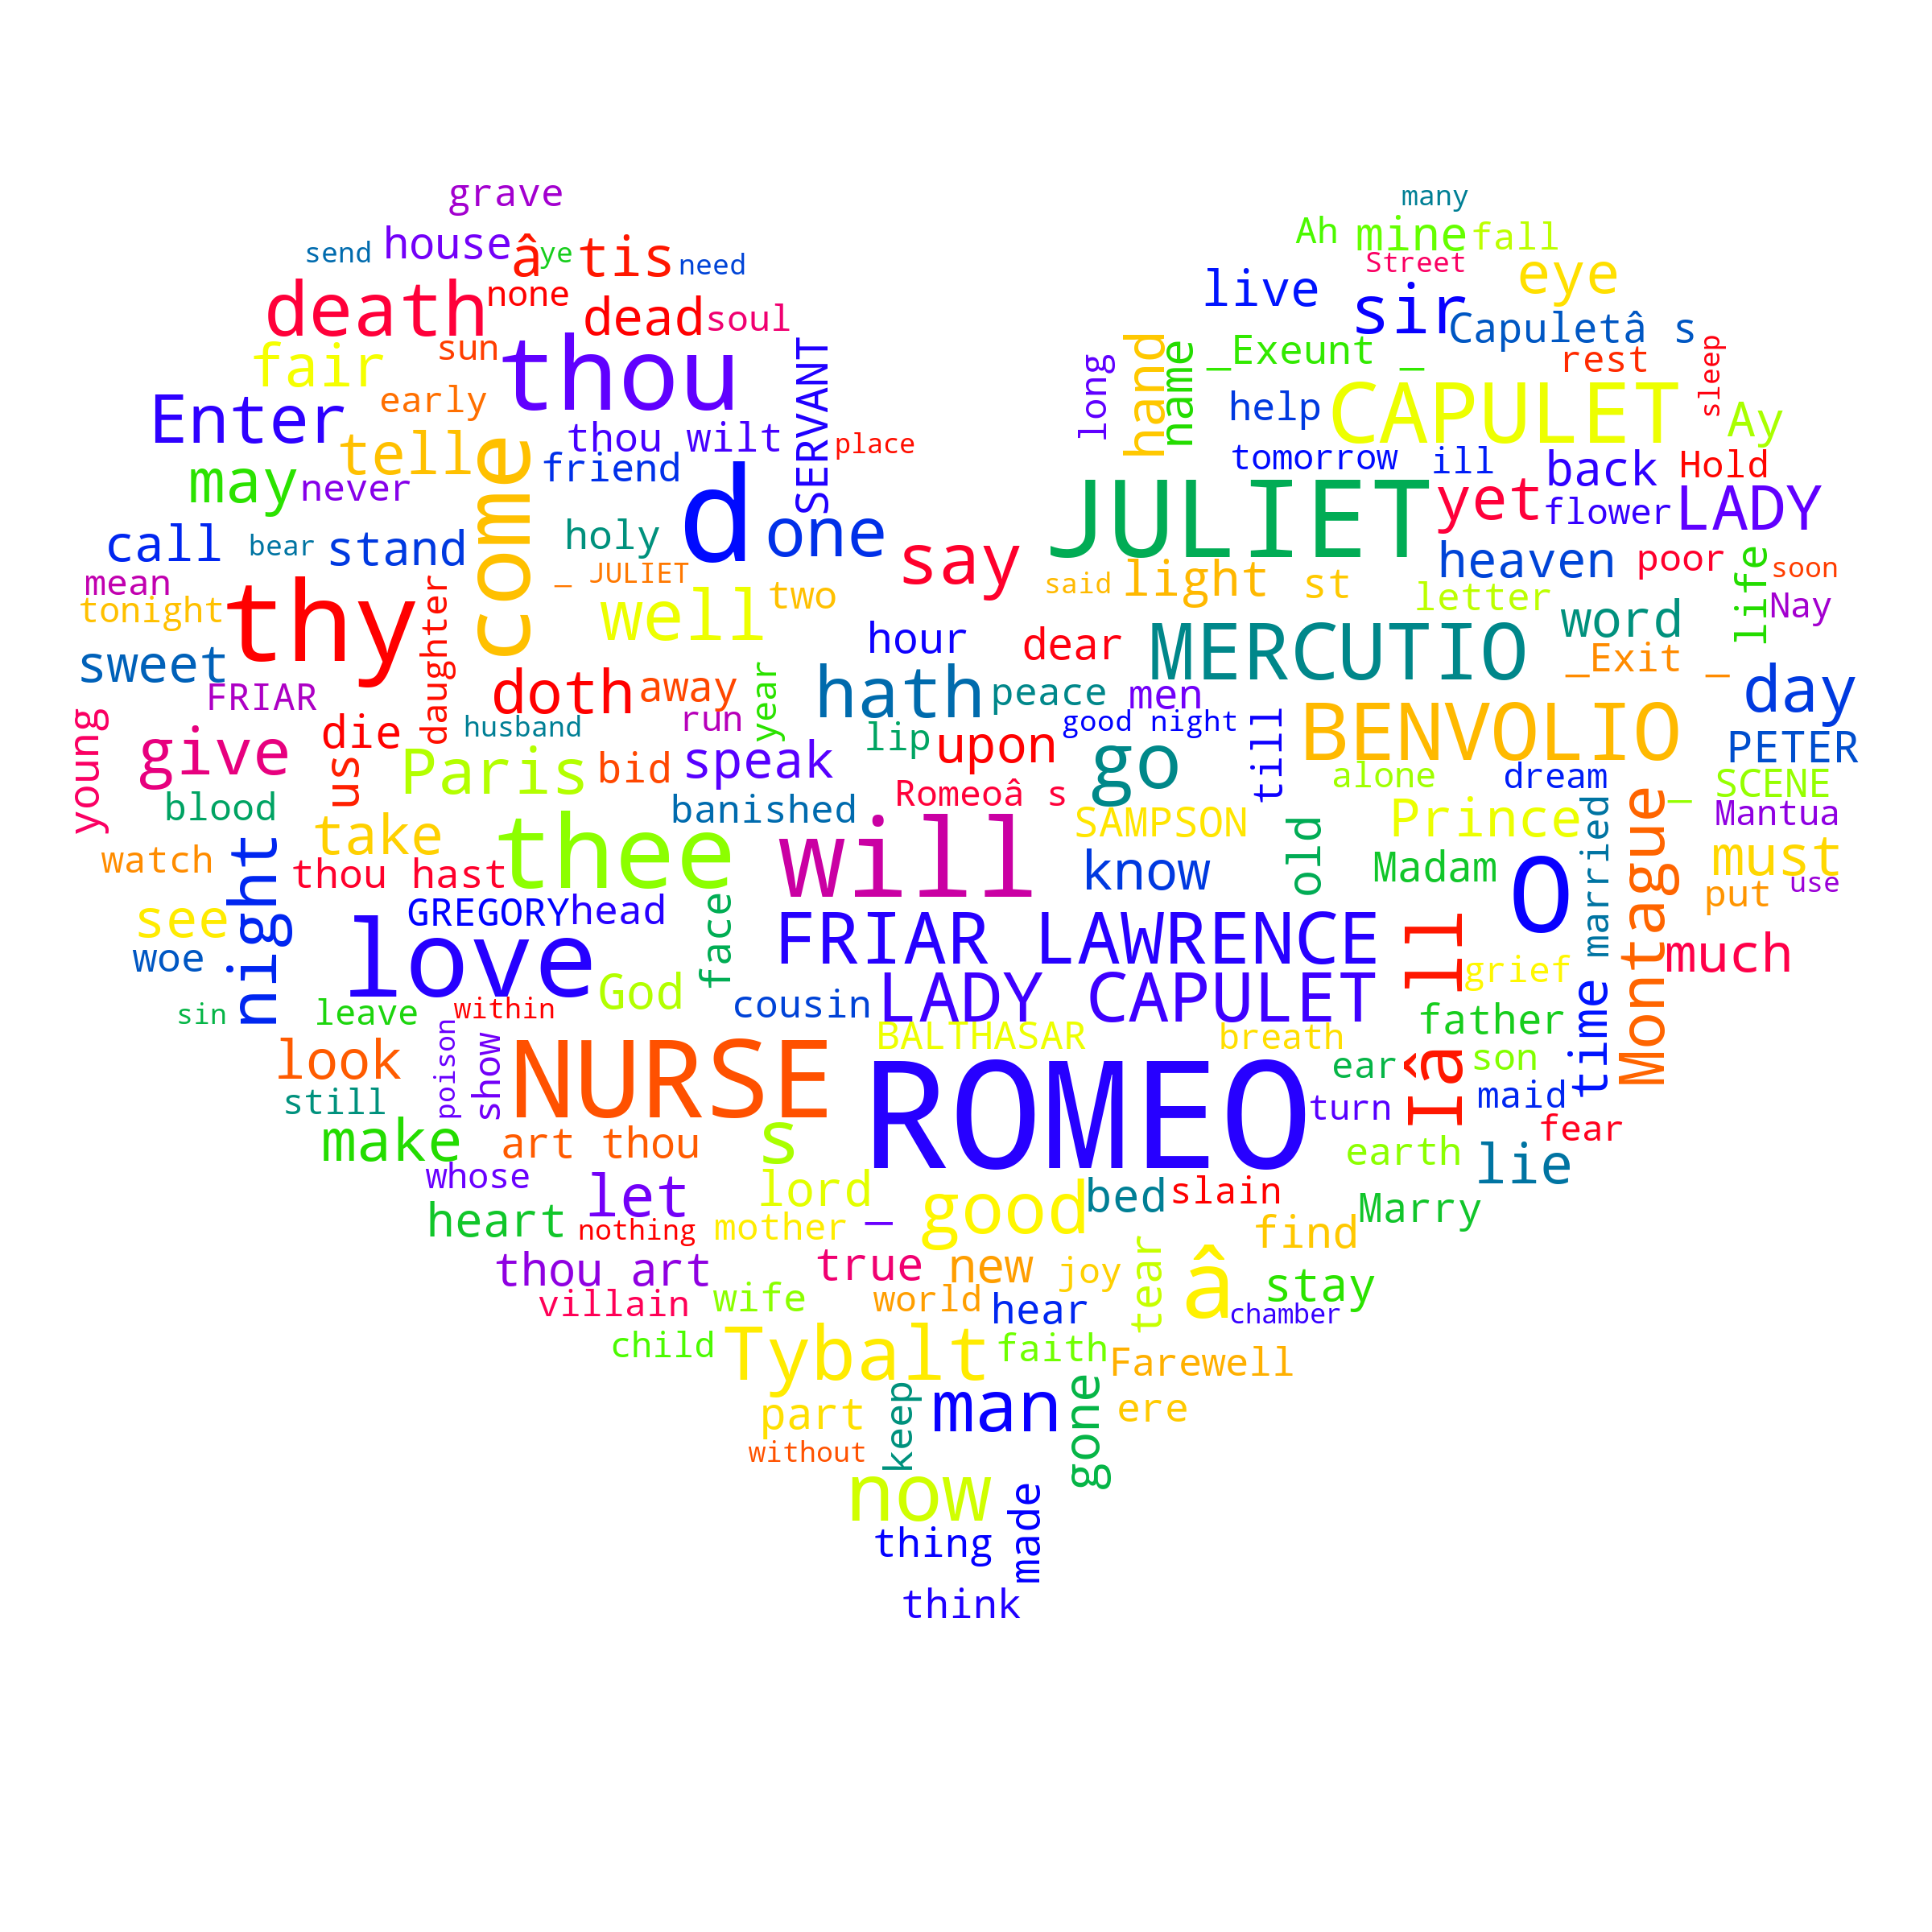 grave
many
send house â ye tis need
Ah mine fall
Street
death none dead soul
live sir eye
Capuletâ s
fair sun thou SERVANT
long hand name _Exeunt _ rest sleep
Enter early
help CAPULET Ay
tell come thou wilt place
may never friend d
tomorrow ill back Hold
JULIET yet flower LADY
call bear stand holy one say
heaven poor life soon
mean _ JULIET
said light st
tonight thy daughter well two
letter word Nay
sweet hour dear MERCUTIO _Exit _
FRIAR doth away year hath peace men day
young die husband run lip good night till BENVOLIO PETER
give us Paris bid speak upon go alone dream _ SCENE
blood banished Romeoâ s
SAMPSON old Prince married Montague Mantua
take thee will
watch night thou hast know Madam must
see GREGORY head face O put use
woe love FRIAR LAWRENCE Iâ ll much
God cousin LADY CAPULET grief
sin leave within BALTHASAR breath father time
look poison show NURSE ROMEO ear son
still turn maid
make art thou s fear
whose let lord earth lie
heart nothing mother _ good bed slain Marry
find
thou art true new joy tear â stay
villain wife world hear chamber
child Tybalt faith Farewell
part keep man gone ere
without
now made
thing
think